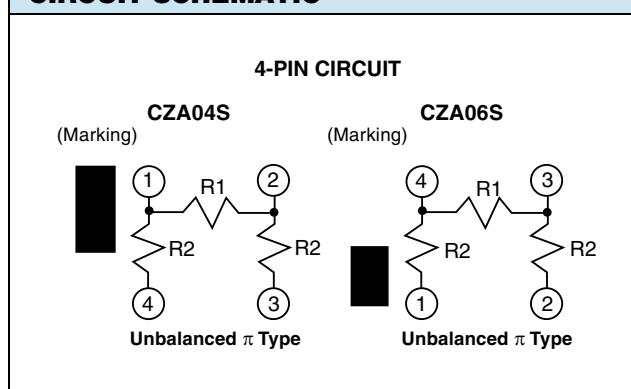 CIRCUIT SCHEMATIC
4-PIN CIRCUIT
CZA04S
(Marking)
1
R1
2
R2
R2
4
3
Unbalanced π Type
CZA06S
(Marking)
4
R1
3
R2
R2
1
2
Unbalanced π Type